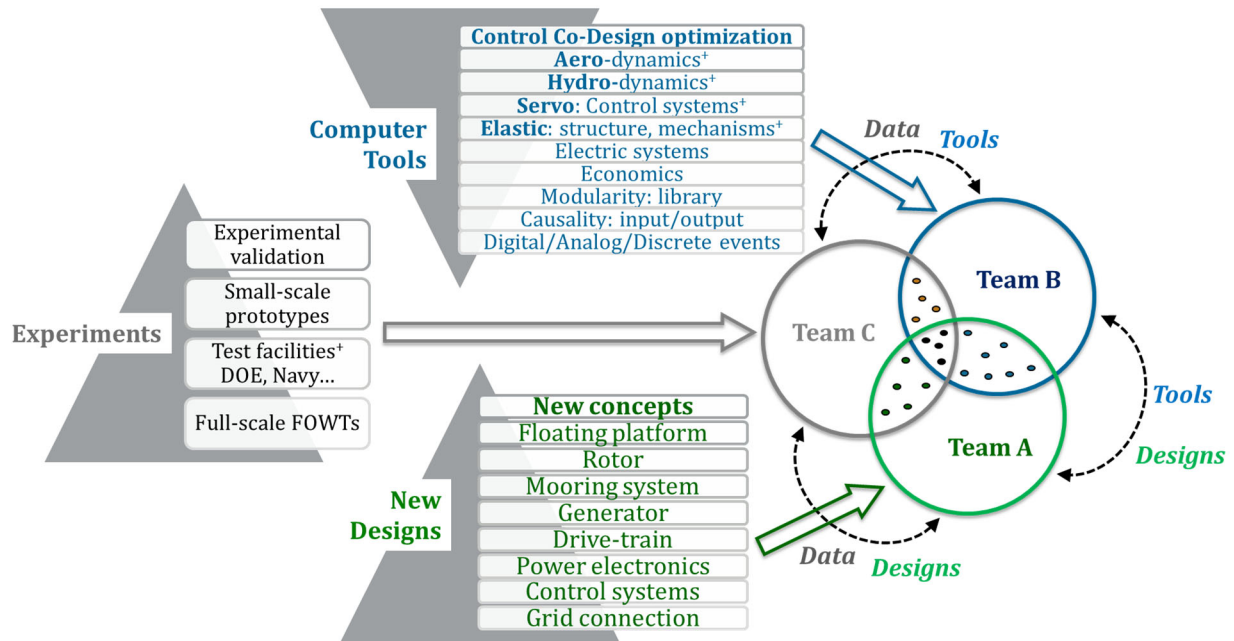 Control Co-Design optimization
Aero-dynamics⁺
Hydro-dynamics⁺
Servo: Control systems⁺
Elastic: structure, mechanisms⁺
Electric systems
Economics
Modularity: library
Causality: input/output
Digital/Analog/Discrete events
Computer
Tools
Experimental
validation
Small-scale
prototypes
Test facilities⁺
DOE, Navy...
Full-scale FOWTs
Experiments
New concepts
Floating platform
Rotor
Mooring system
Generator
Drive-train
Power electronics
Control systems
Grid connection
New
Designs
Data
Tools
Team B
Team C
Team A
Tools
Designs
Data
Designs